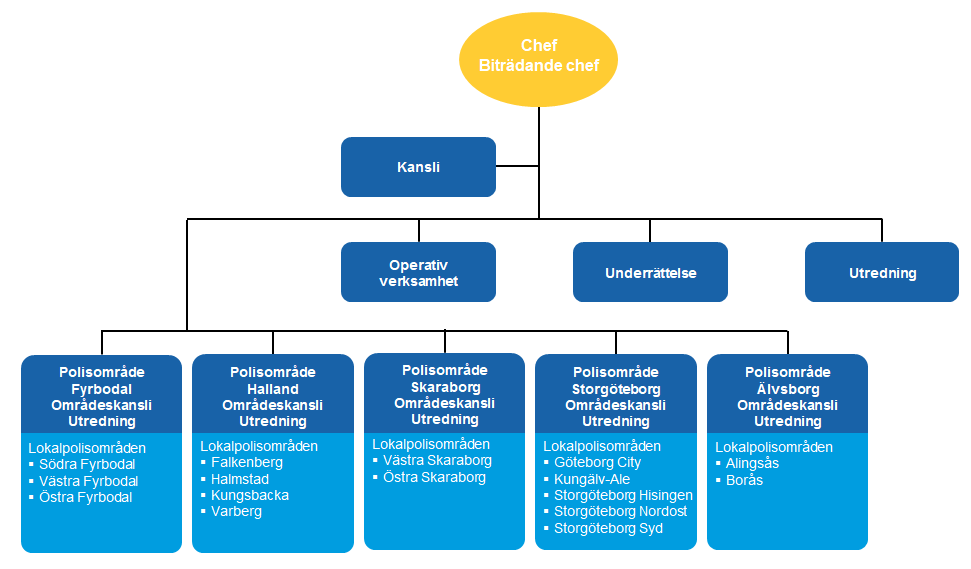 Chef
Biträdande chef
Kansli
Operativ
verksamhet
Underrättelse
Utredning
Polisområde
Fyrbodal
Områdeskansli
Utredning
Lokalpolisområden
▪ Södra Fyrbodal
▪ Västra Fyrbodal
▪ Östra Fyrbodal
Polisområde
Halland
Områdeskansli
Utredning
Lokalpolisområden
▪ Falkenberg
▪ Halmstad
▪ Kungsbacka
▪ Varberg
Polisområde
Skaraborg
Områdeskansli
Utredning
Lokalpolisområden
▪ Västra Skaraborg
▪ Östra Skaraborg
Polisområde
Storgöteborg
Områdeskansli
Utredning
Lokalpolisområden
▪ Göteborg City
▪ Kungälv-Ale
▪ Storgöteborg Hisingen
▪ Storgöteborg Nordost
▪ Storgöteborg Syd
Polisområde
Älvsborg
Områdeskansli
Utredning
Lokalpolisområden
▪ Alingsås
▪ Borås